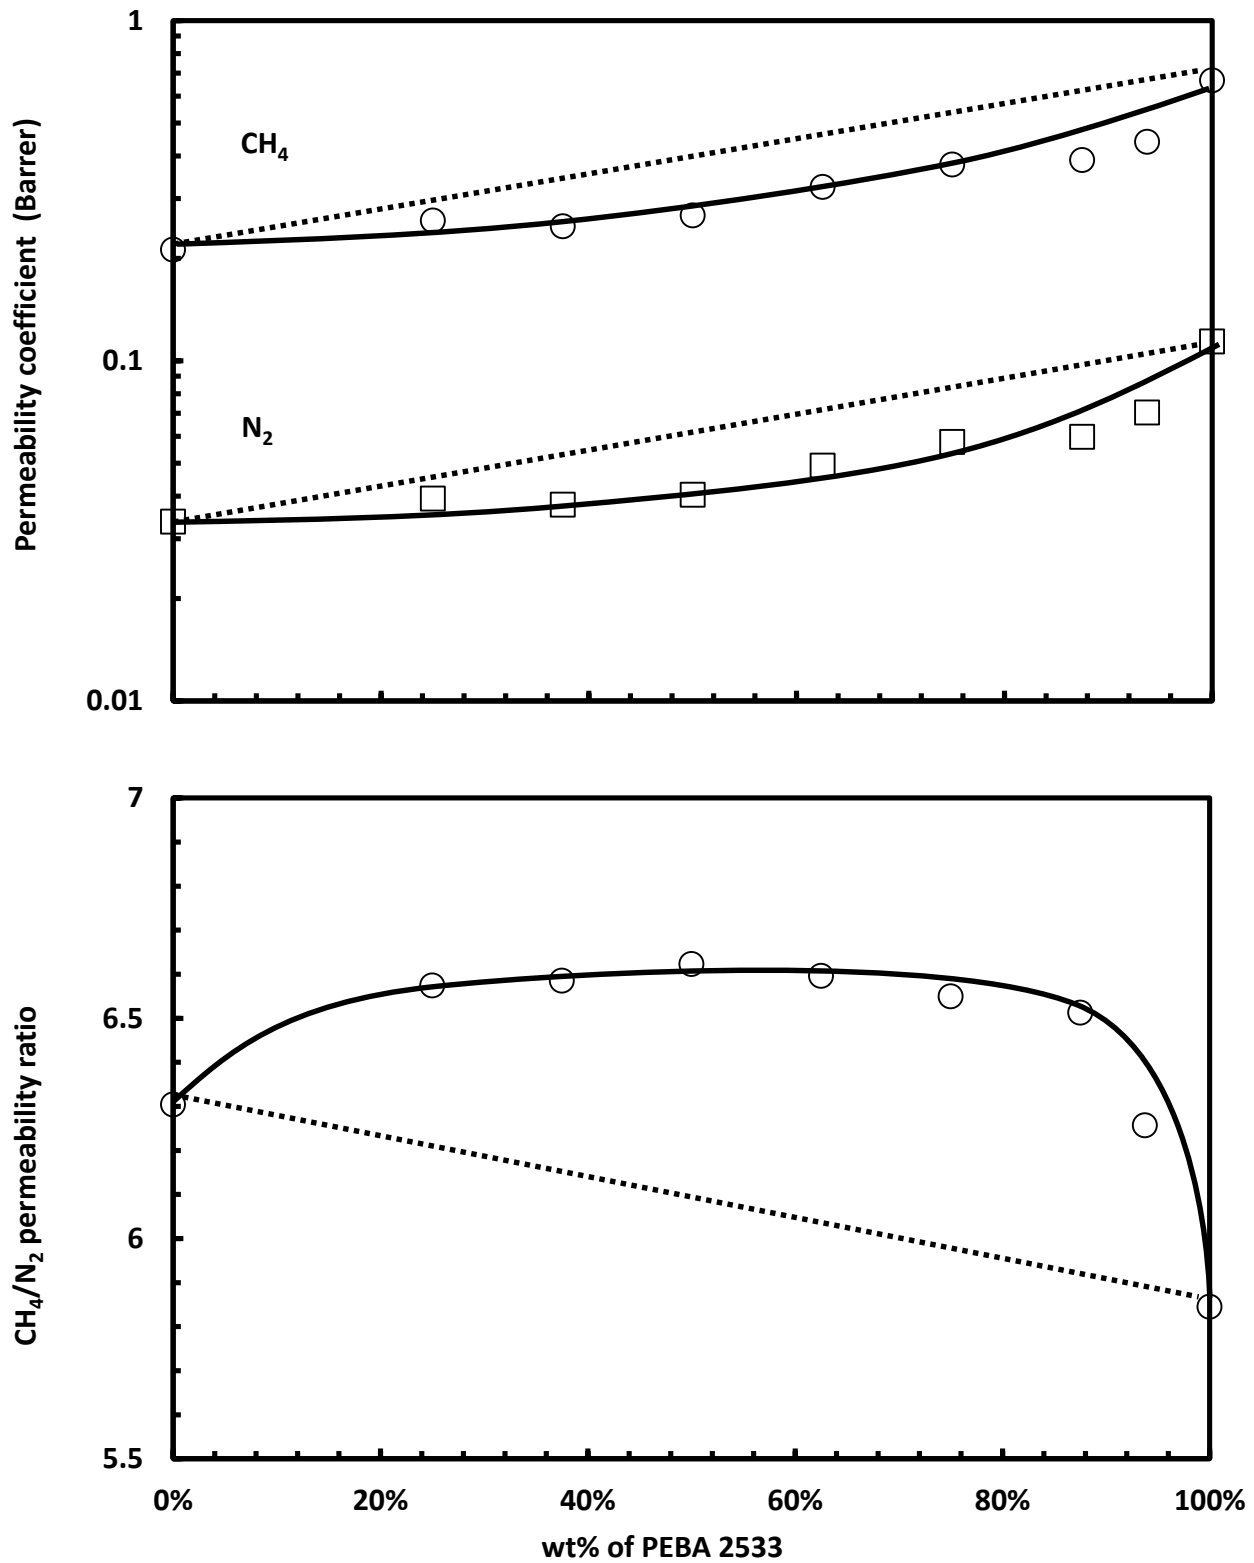 1
Permeability coefficient (Barrer)
CH₄
0.1
N₂
0.01
7
CH₄/N₂ permeability ratio
6.5
6
5.5
0% 20% 40% 60% 80% 100%
wt% of PEBA 2533